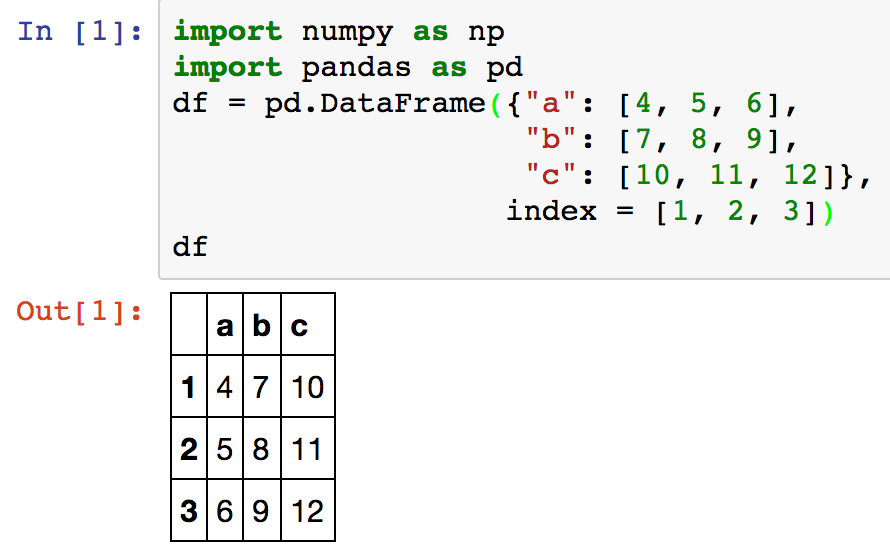 In [1]: import numpy as np
import pandas as pd
df = pd.DataFrame({"a": [4, 5, 6],
"b": [7, 8, 9],
"c": [10, 11, 12]},
index = [1, 2, 3])
df
Out[1]:
a b c
1 4 7 10
2 5 8 11
3 6 9 12